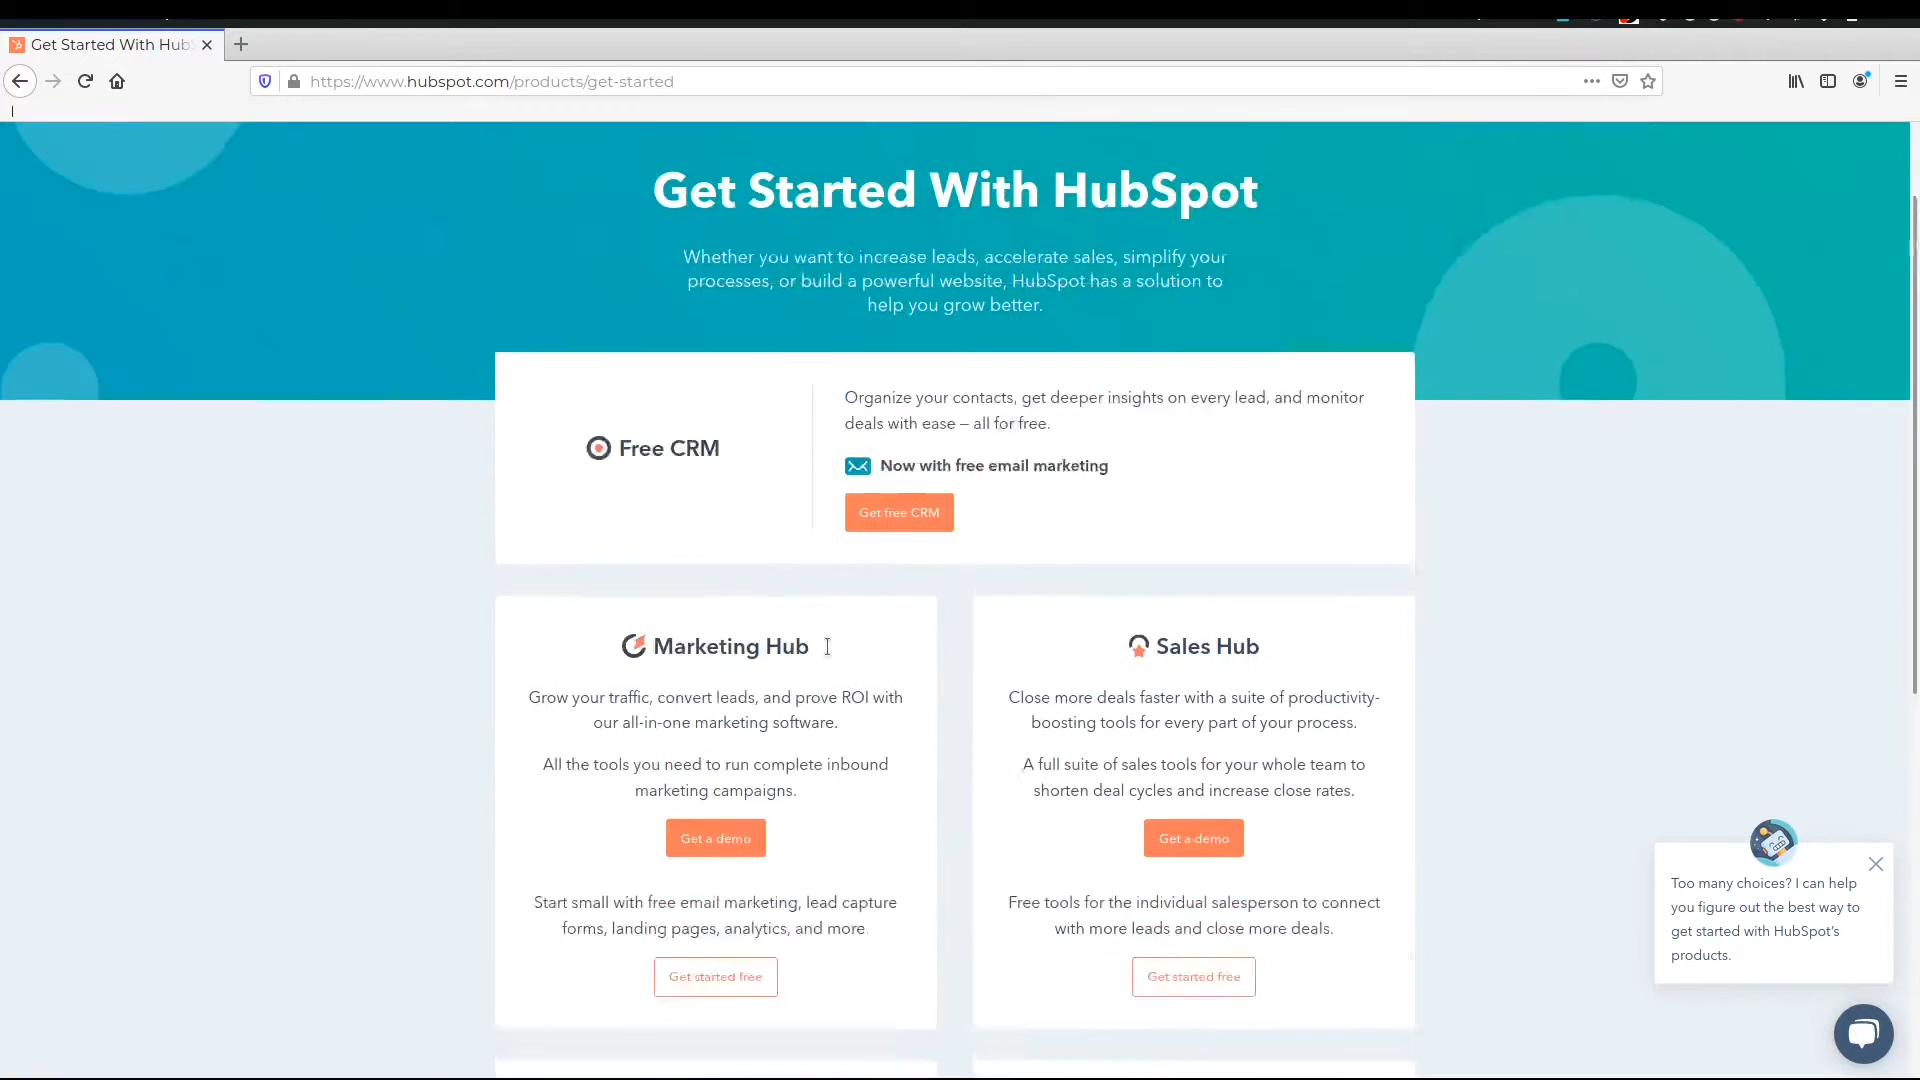 Get Started With Hub
https://www.hubspot.com/products/get-started
Get Started With HubSpot
Whether you want to increase leads, accelerate sales, simplify your
processes, or build a powerful website, HubSpot has a solution to
help you grow better.
Free CRM
Organize your contacts, get deeper insights on every lead, and monitor
deals with ease – all for free.
Now with free email marketing
Get free CRM
Marketing Hub
Grow your traffic, convert leads, and prove ROI with
our all-in-one marketing software.
All the tools you need to run complete inbound
marketing campaigns.
Get a demo
Start small with free email marketing, lead capture
forms, landing pages, analytics, and more.
Get started free
Sales Hub
Close more deals faster with a suite of productivity-
boosting tools for every part of your process.
A full suite of sales tools for your whole team to
shorten deal cycles and increase close rates.
Get a demo
Free tools for the individual salesperson to connect
with more leads and close more deals.
Get started free
Too many choices? I can help
you figure out the best way to
get started with HubSpot's
products.